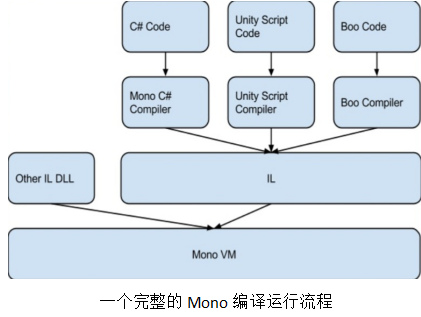 C# Code
Unity Script
Code
Boo Code
Mono C#
Compiler
Unity Script
Compiler
Boo Compiler
Other IL DLL
IL
Mono VM
一个完整的 Mono 编译运行流程